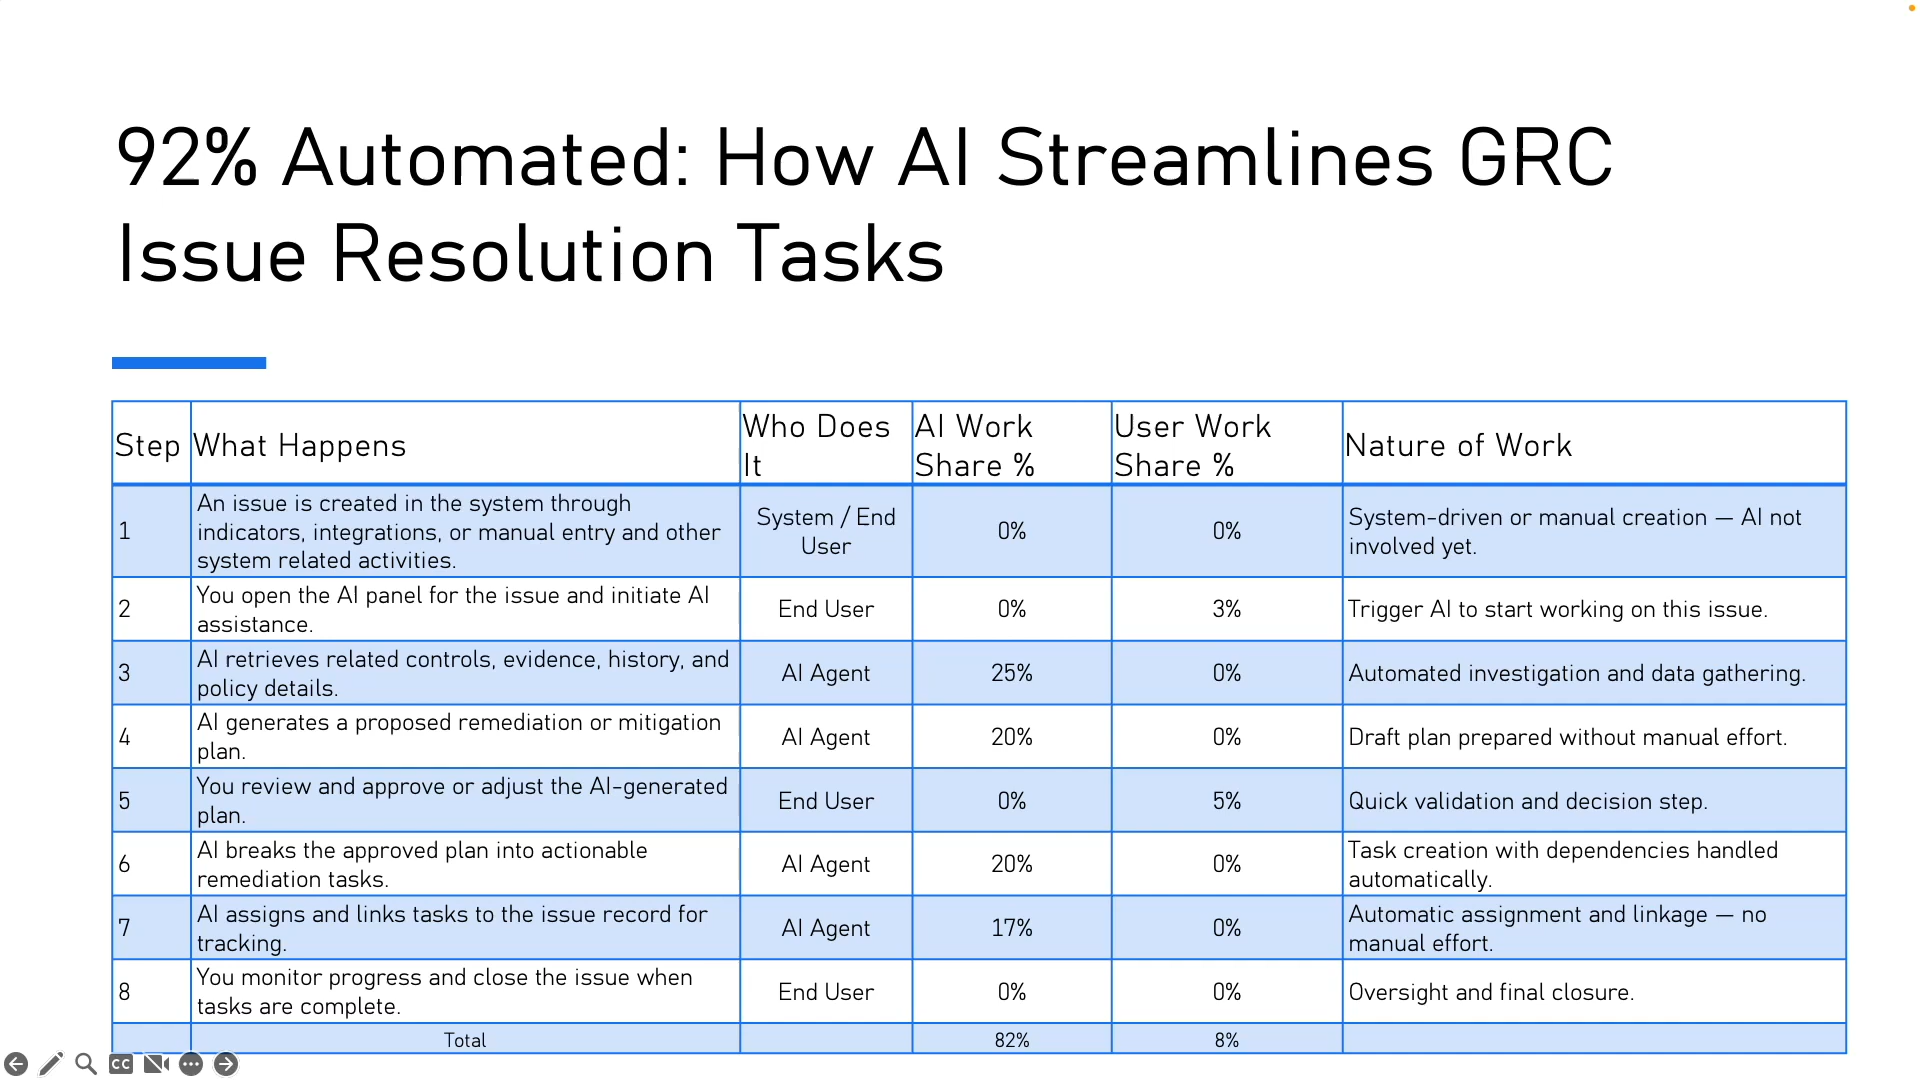 92% Automated: How AI Streamlines GRC
Issue Resolution Tasks
Step
What Happens
Who Does
It
AI Work
Share %
User Work
Share %
Nature of Work
1
An issue is created in the system through
indicators, integrations, or manual entry and other
system related activities.
System / End
User
0%
0%
System-driven or manual creation — AI not
involved yet.
2
You open the AI panel for the issue and initiate AI
assistance.
End User
0%
3%
Trigger AI to start working on this issue.
3
AI retrieves related controls, evidence, history, and
policy details.
AI Agent
25%
0%
Automated investigation and data gathering.
4
AI generates a proposed remediation or mitigation
plan.
AI Agent
20%
0%
Draft plan prepared without manual effort.
5
You review and approve or adjust the AI-generated
plan.
End User
0%
5%
Quick validation and decision step.
6
AI breaks the approved plan into actionable
remediation tasks.
AI Agent
20%
0%
Task creation with dependencies handled
automatically.
7
AI assigns and links tasks to the issue record for
tracking.
AI Agent
17%
0%
Automatic assignment and linkage — no
manual effort.
8
You monitor progress and close the issue when
tasks are complete.
End User
0%
0%
Oversight and final closure.
Total
82%
8%
CC